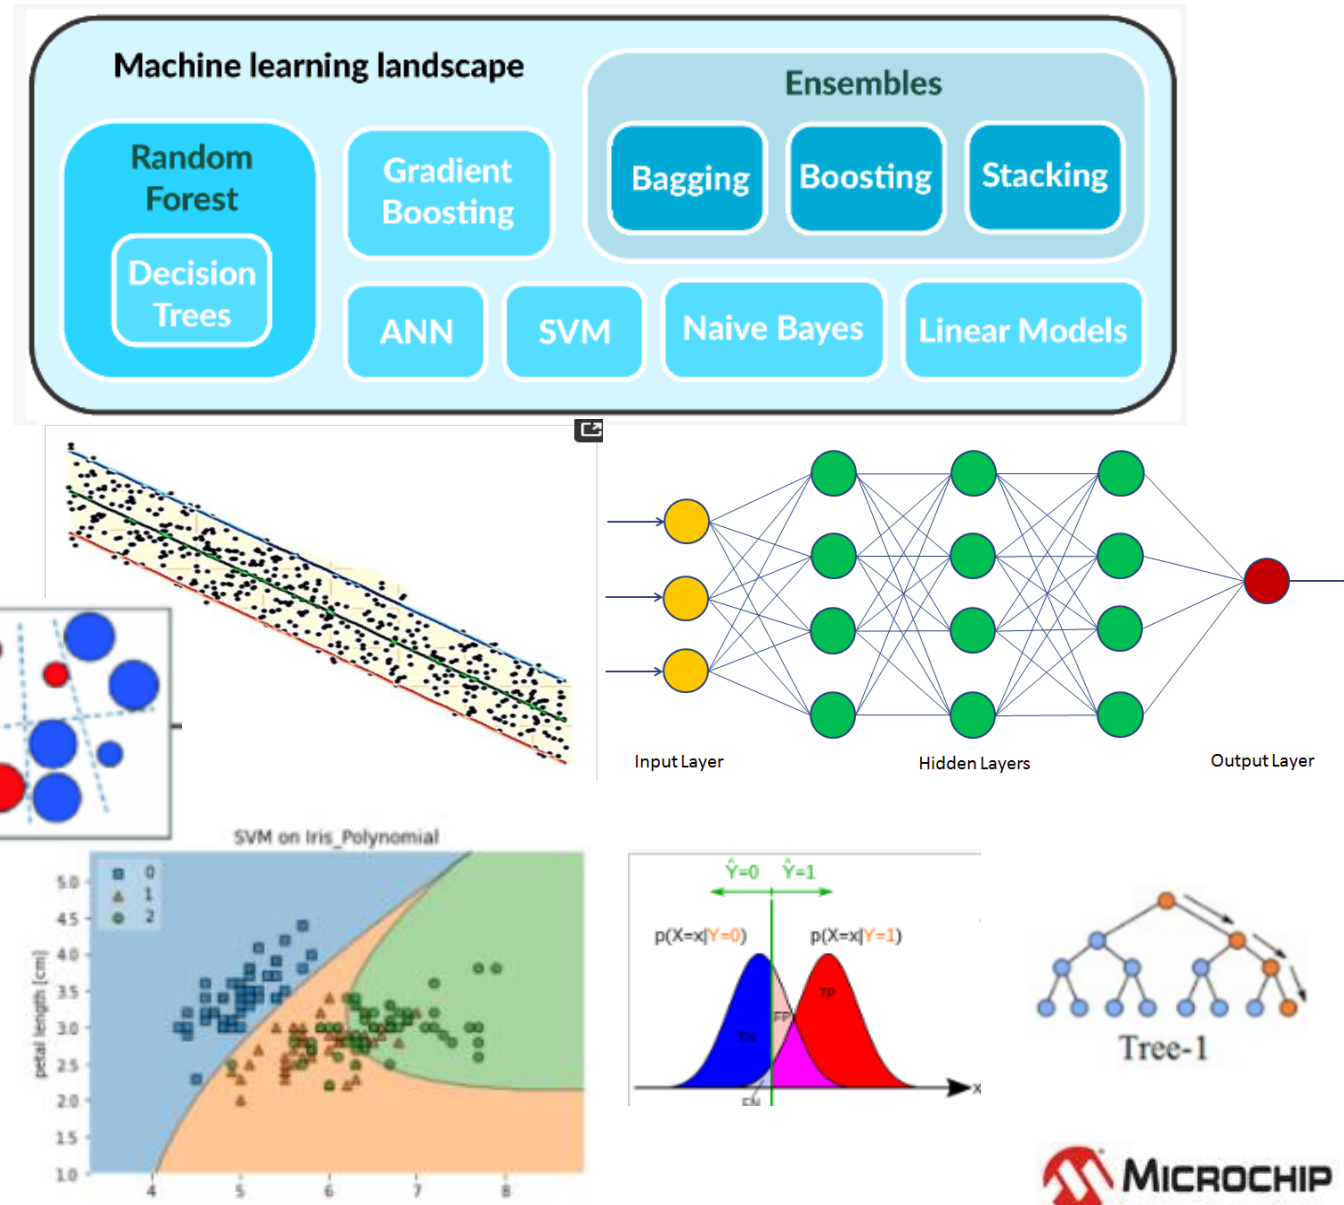 Machine learning landscape
Ensembles
Random
Forest
Decision
Trees
Gradient
Boosting
Bagging
Boosting
Stacking
ANN
SVM
Naive Bayes
Linear Models
Input Layer
Hidden Layers
Output Layer
SVM on Iris_Polynomial
0
1
2
petal length [cm]
5.0
4.5
4.0
3.5
3.0
2.5
2.0
1.5
1.0
4
5
6
7
8
Ŷ=0
Ŷ=1
p(X=x|Y=0)
p(X=x|Y=1)
TP
FP
TN
FN
x
Tree-1
MICROCHIP